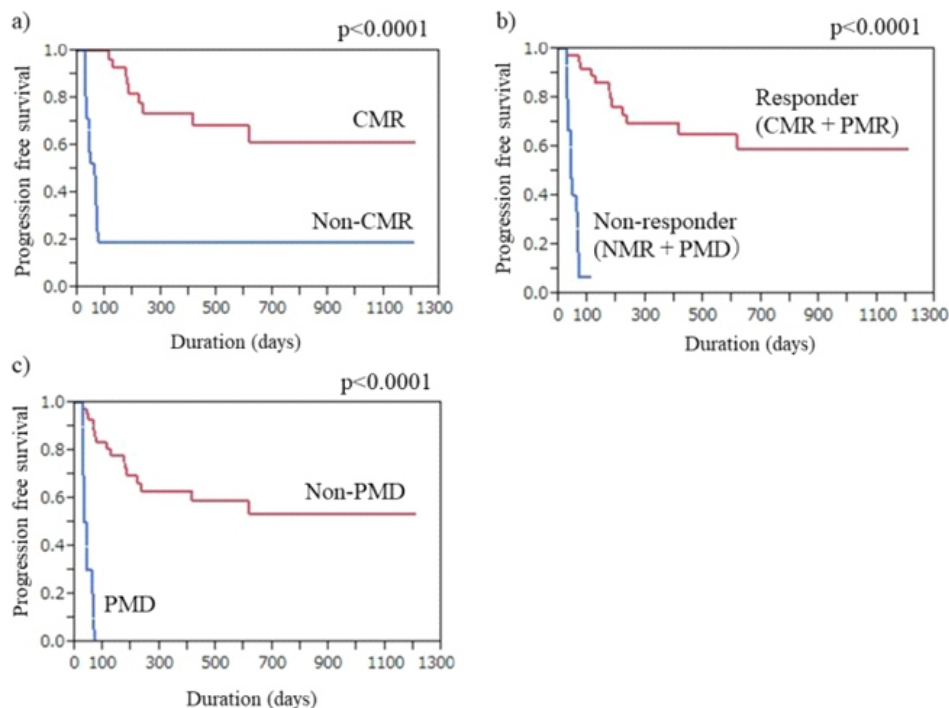 a)
p<0.0001
Progression free survival
1.0
0.8
0.6
0.4
0.2
0.0
CMR
Non-CMR
0 100 300 500 700 900 1100 1300
Duration (days)
b)
p<0.0001
Progression free survival
1.0
0.8
0.6
0.4
0.2
0.0
Responder
(CMR+PMR)
Non-responder
(NMR+PMD)
0 100 300 500 700 900 1100 1300
Duration (days)
c)
p<0.0001
Progression free survival
1.0
0.8
0.6
0.4
0.2
0.0
Non-PMD
PMD
0 100 300 500 700 900 1100 1300
Duration (days)